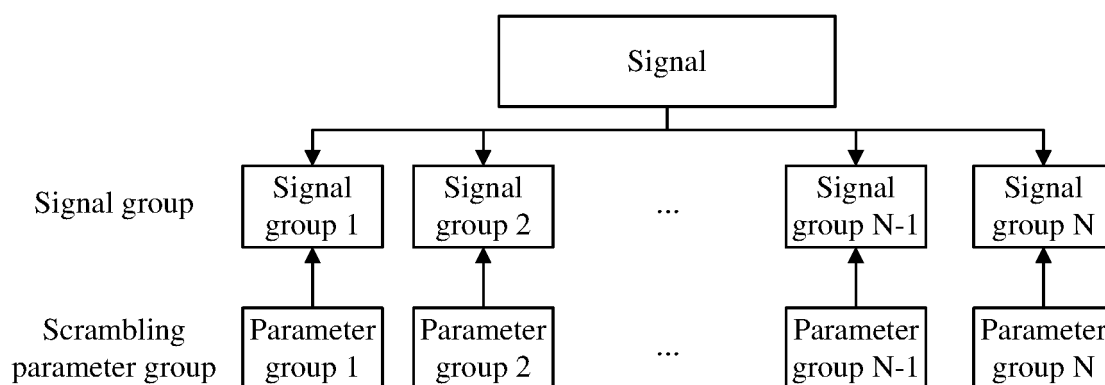 Signal
Signal group
Signal
group 1
Signal
group 2
...
Signal
group N-1
Signal
group N
Scrambling
parameter group
Parameter
group 1
Parameter
group 2
...
Parameter
group N-1
Parameter
group N